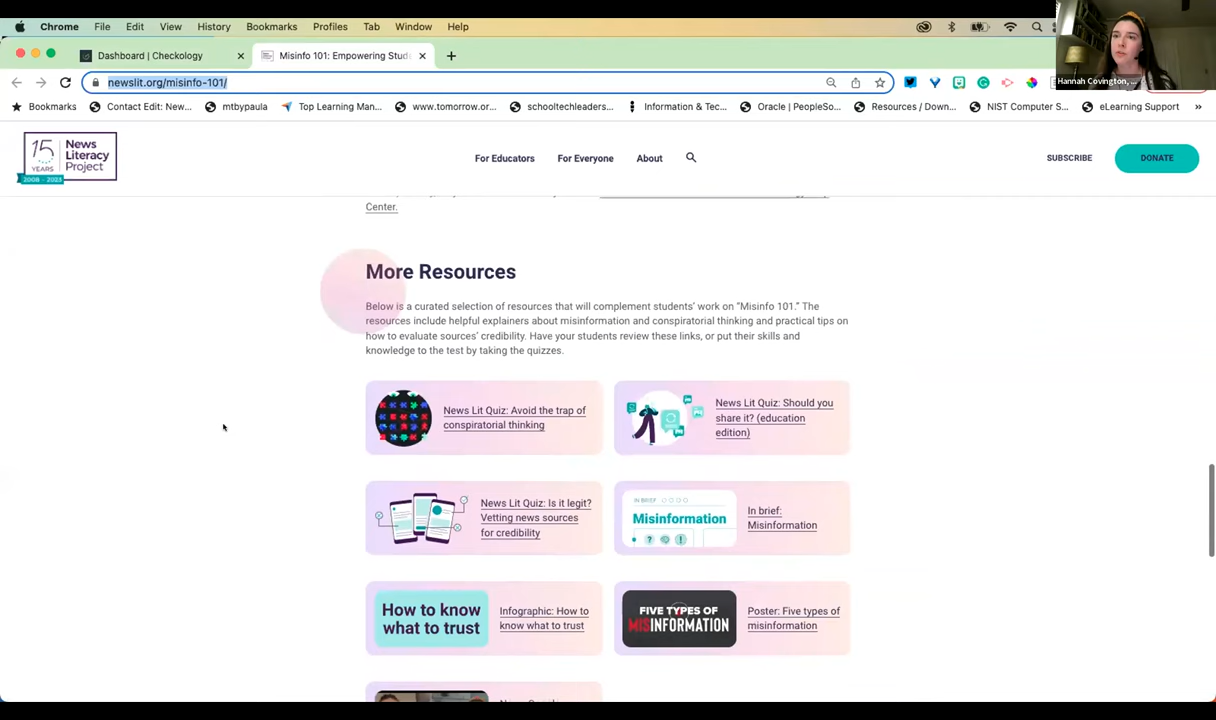 Chrome File Edit View History Bookmarks Profiles Tab Window Help
Dashboard | Checkology
Misinfo 101: Empowering Stud
newslit.org/misinfo-101/
Hannah Covington, ...
Bookmarks
Contact Edit: New...
mtbypaula
Top Learning Man...
www.tomorrow.or...
schooltechleaders...
Information & Tec...
Oracle | PeopleSo...
Resources / Down...
NIST Computer S...
eLearning Support
15 YEARS
2008 - 2023
News
Literacy
Project
For Educators
For Everyone
About
SUBSCRIBE
DONATE
Center.
More Resources
Below is a curated selection of resources that will complement students’ work on “Misinfo 101.” The
resources include helpful explainers about misinformation and conspiratorial thinking and practical tips on
how to evaluate sources’ credibility. Have your students review these links, or put their skills and
knowledge to the test by taking the quizzes.
News Lit Quiz: Avoid the trap of
conspiratorial thinking
News Lit Quiz: Should you
share it? (education
edition)
News Lit Quiz: Is it legit?
Vetting news sources
for credibility
IN BRIEF
Misinformation
In brief:
Misinformation
How to know
what to trust
Infographic: How to
know what to trust
FIVE TYPES OF
MISINFORMATION
Poster: Five types of
misinformation